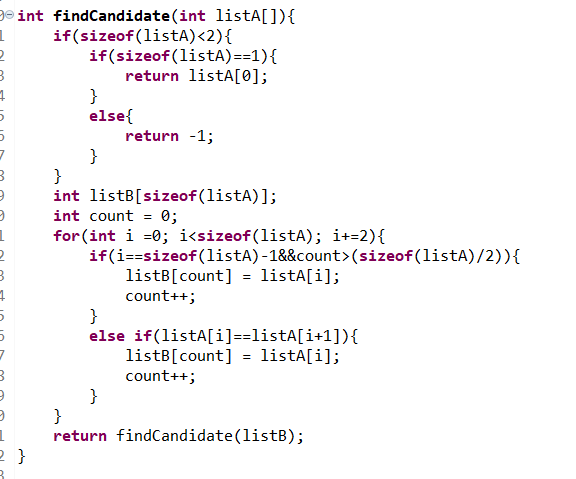 int findCandidate(int listA[]){
if(sizeof(listA)<2){
if(sizeof(listA)==1){
return listA[0];
}
else{
return -1;
}
}
int listB[sizeof(listA)];
int count = 0;
for(int i =0; i<sizeof(listA); i+=2){
if(i==sizeof(listA)-1&&count>(sizeof(listA)/2)){
listB[count] = listA[i];
count++;
}
else if(listA[i]==listA[i+1]){
listB[count] = listA[i];
count++;
}
}
return findCandidate(listB);
}